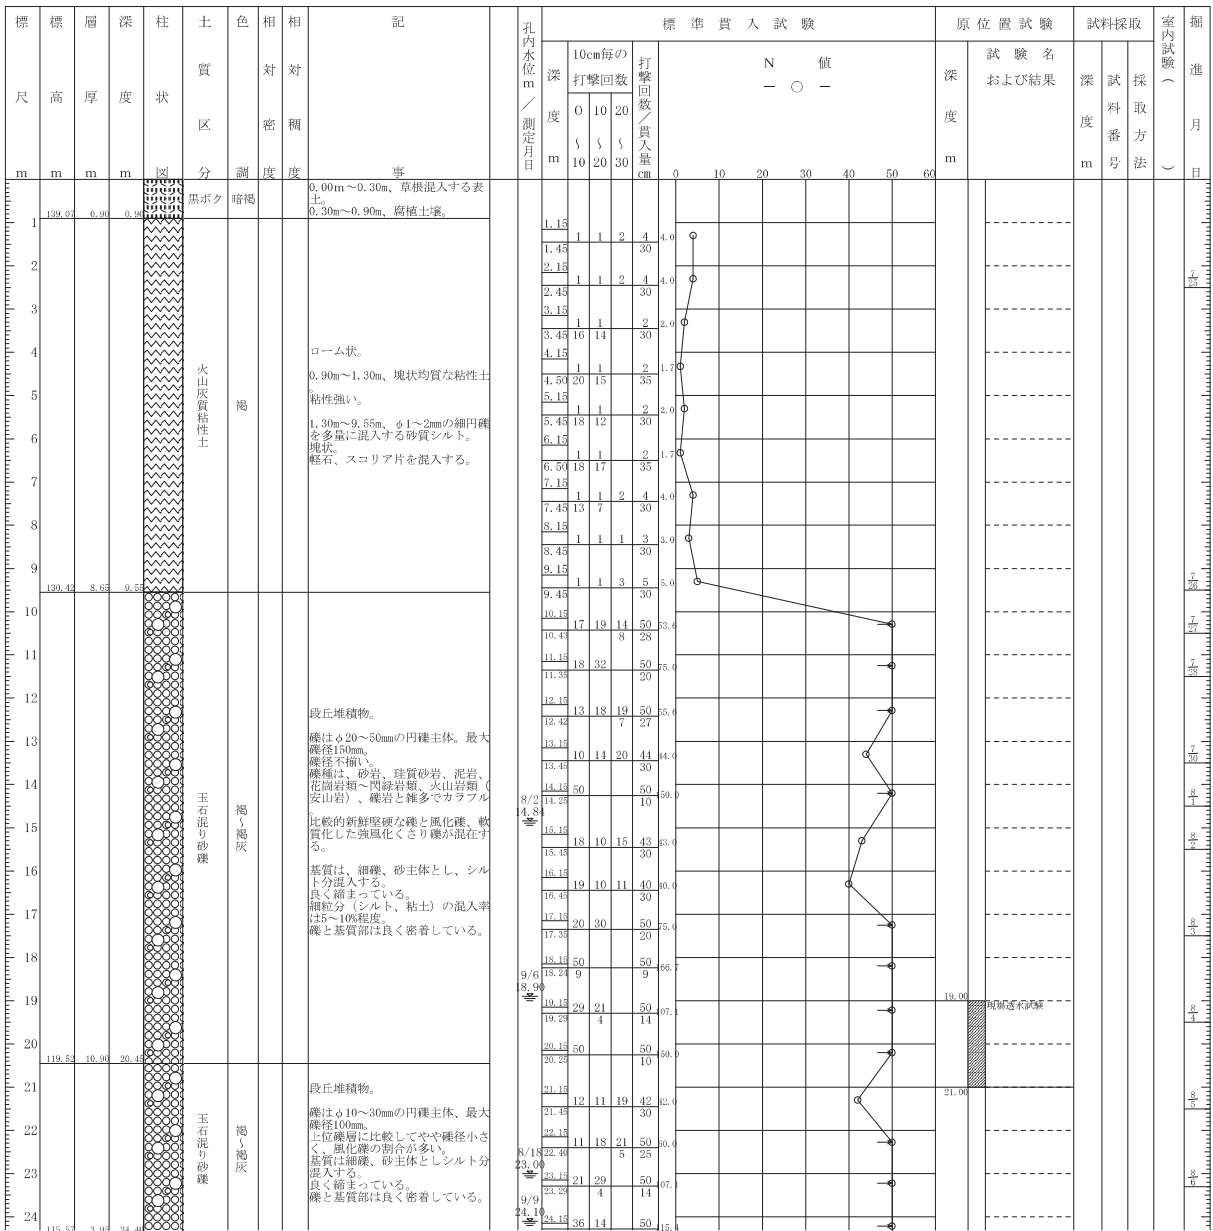 標尺 m
標高 m
層厚 m
深度 m
柱状図
土質区分
色調
相対密度
相対稠度
記事
孔内水位m／測定月日
標準貫入試験
深度 m
10cm毎の
打撃回数
0 10 20
～ ～ ～
10 20 30
打撃回数／貫入量 cm
N 値
－○－
0 10 20 30 40 50 60
原位置試験
深度 m
試験名
および結果
試料採取
深度 m
試料番号
採取方法
室内試験（ ）
掘進月日
139.07 0.90 0.90
黒ボク
暗褐
0.00m～0.30m、草根混入する表
土。
0.30m～0.90m、腐植土壌。
1
2
3
4
5
6
7
8
9
10
11
12
13
14
15
16
17
18
19
20
21
22
23
24
130.42 8.65 9.55
火山灰質粘性土
褐
ローム状。
0.90m～1.30m、塊状均質な粘性土
。
粘性強い。
1.30m～9.55m、φ1～2mmの細円礫
を多量に混入する砂質シルト。
塊状。
軽石、スコリア片を混入する。
119.52 10.90 20.45
玉石混り砂礫
褐～褐灰
段丘堆積物。
礫はφ20～50mmの円礫主体。最大
礫径150mm。
礫径不揃い。
礫種は、砂岩、珪質砂岩、泥岩、
花崗岩類～閃緑岩類、火山岩類（
安山岩）、礫岩と雑多でカラフル
。
比較的新鮮堅硬な礫と風化礫、軟
質化した強風化くさり礫が混在す
る。
基質は、細礫、砂主体とし、シル
ト分混入する。
良く締まっている。
細粒分（シルト、粘土）の混入率
は5～10%程度。
礫と基質部は良く密着している。
115.57 3.95 24.40
玉石混り砂礫
褐～褐灰
段丘堆積物。
礫はφ10～30mmの円礫主体、最大
礫径100mm。
上位礫層に比較してやや礫径小さ
く、風化礫の割合が多い。
基質は細礫、砂主体としシルト分
混入する。
良く締まっている。
礫と基質部は良く密着している。
8/2
14.84
9/6
18.90
8/18
23.00
9/9
24.10
1.15
1 1 2 4 4.0
1.45 30
2.15
1 1 2 4 4.0
2.45 30
3.15
1 1 2 2.0
3.45 16 14 30
4.15
1 1 2 1.7
4.50 20 15 35
5.15
1 1 2 2.0
5.45 18 12 30
6.15
1 1 2 1.7
6.50 18 17 35
7.15
1 1 2 4 4.0
7.45 13 7 30
8.15
1 1 1 3 3.0
8.45 30
9.15
1 1 3 5 5.0
9.45 30
10.15
17 19 14 50 53.6
10.43 8 28
11.15
18 32 50 75.0
11.35 20
12.15
13 18 19 50 55.6
12.42 7 27
13.15
10 14 20 44 44.0
13.45 30
14.15 50 50 150.0
14.25 10
15.15
18 10 15 43 43.0
15.45 30
16.15
19 10 11 40 40.0
16.45 30
17.15
20 30 50 75.0
17.35 20
18.15 50 50 166.7
18.24 9 9
19.15
29 21 50 107.1
19.29 4 14
20.15 50 50 150.0
20.25 10
21.15
12 11 19 42 42.0
21.45 30
22.15
11 18 21 50 60.0
22.40 5 25
23.15
21 29 50 107.1
23.29 4 14
24.15 36 14 50 115.4
19.00
現場透水試験
21.00
7/25
7/26
7/27
7/28
7/30
8/1
8/2
8/3
8/4
8/5
8/6